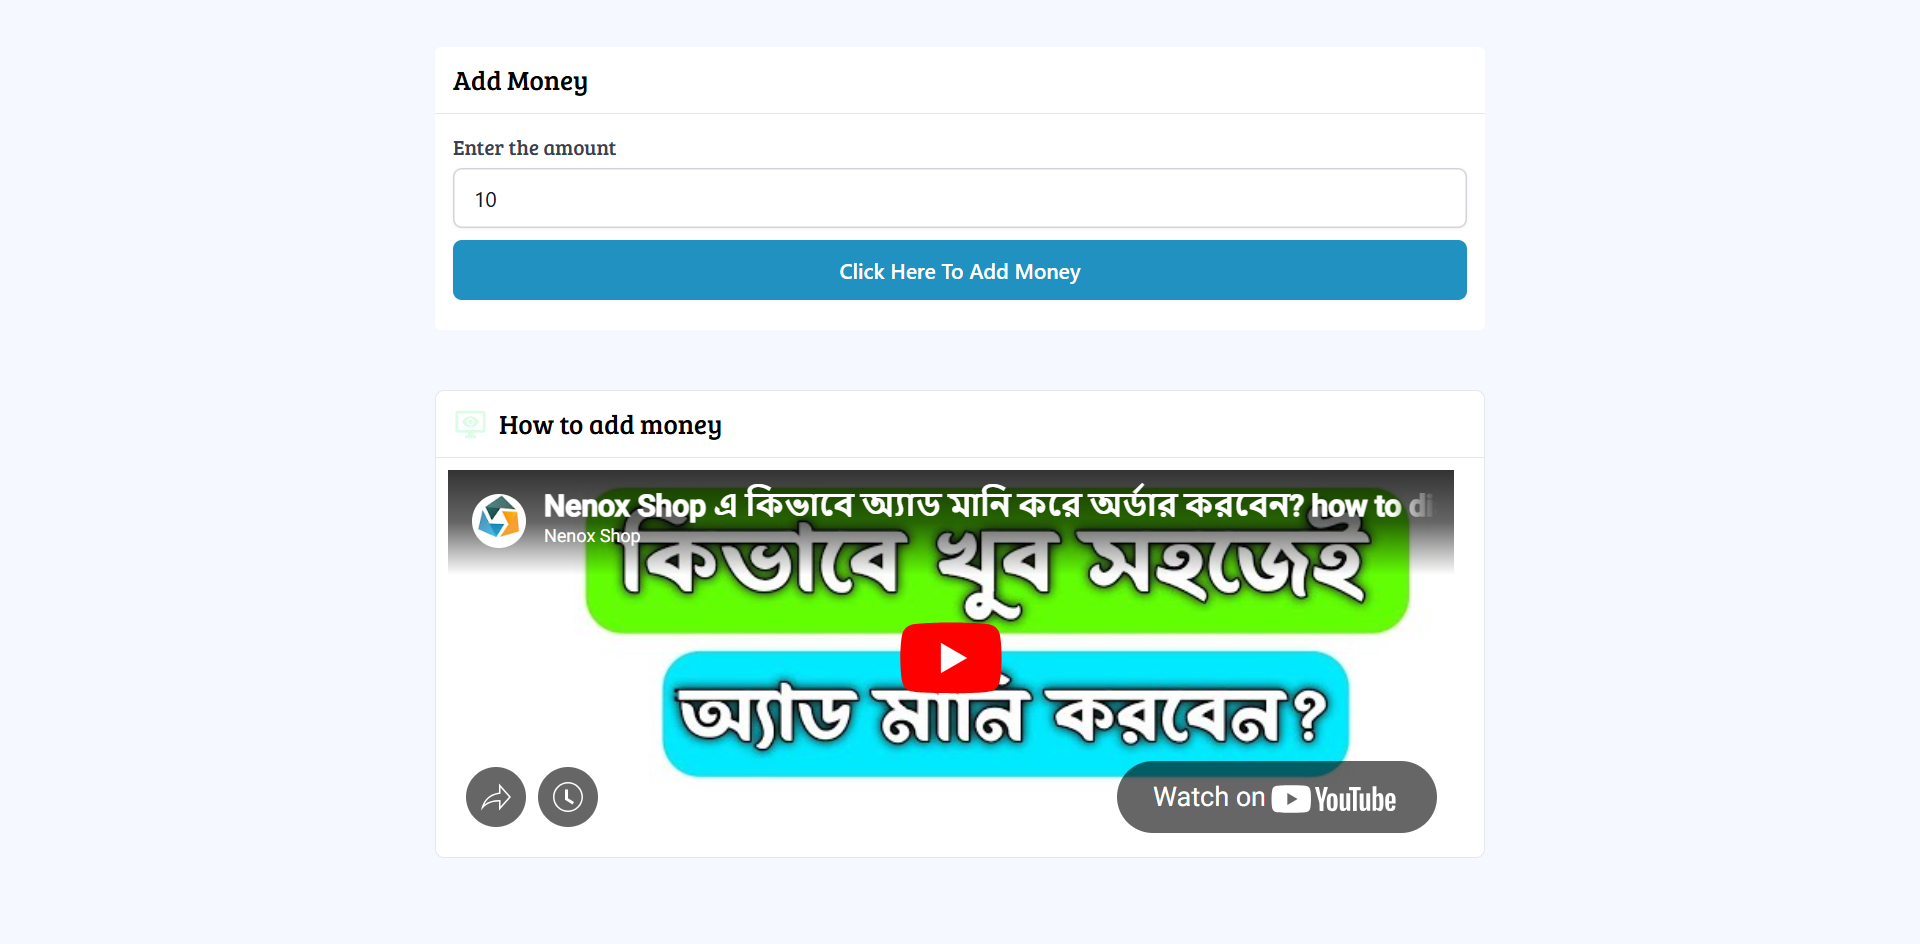 Add Money
Enter the amount
10
Click Here To Add Money
How to add money
Nenox Shop এ কিভাবে অ্যাড মানি করে অর্ডার করবেন? how to di
Nenox Shop
কিভাবে খুব সহজেই
অ্যাড মানি করবেন?
Watch on YouTube